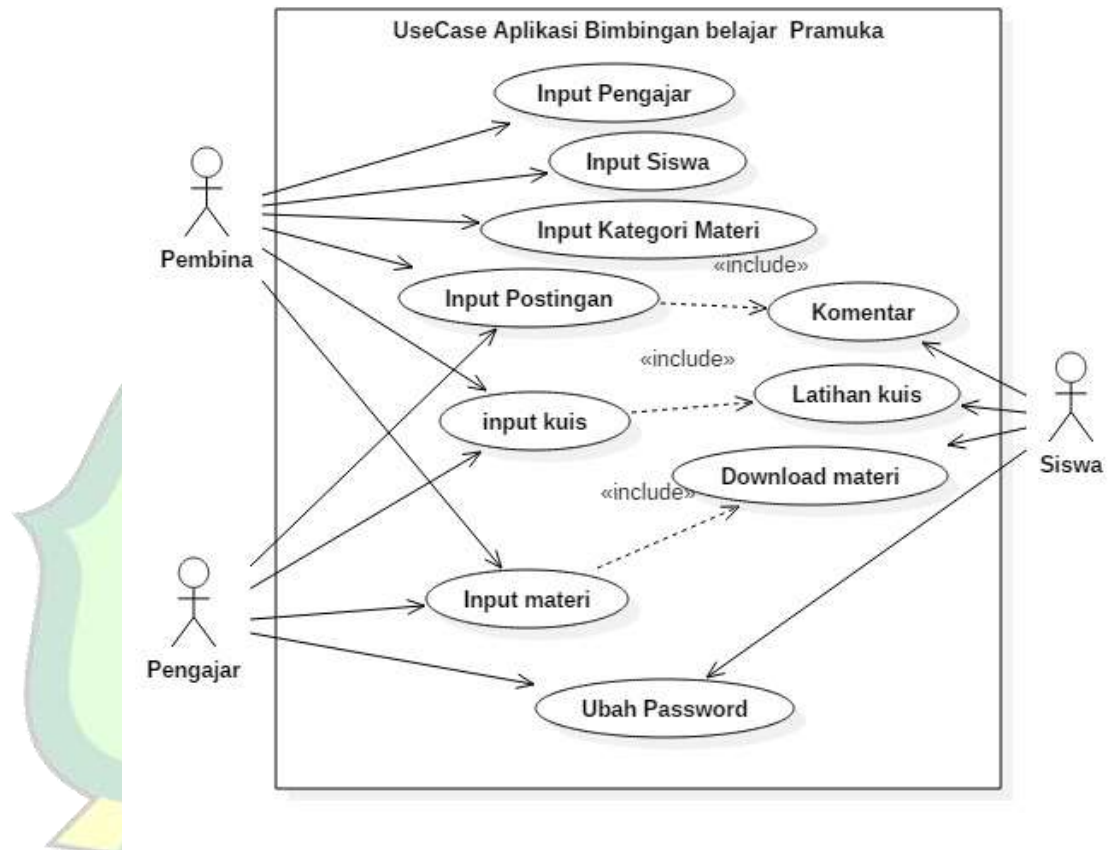 UseCase Aplikasi Bimbingan belajar Pramuka
Input Pengajar
Input Siswa
Pembina
Input Kategori Materi
«include»
Input Postingan
Komentar
«include»
Latihan kuis
input kuis
Siswa
Download materi
«include»
Input materi
Pengajar
Ubah Password